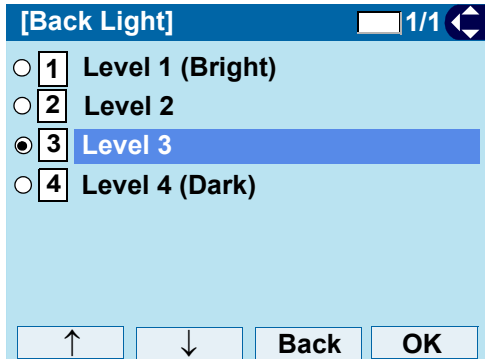 [Back Light] 1/1
1 Level 1 (Bright)
2 Level 2
3 Level 3
4 Level 4 (Dark)
↑ ↓ Back OK